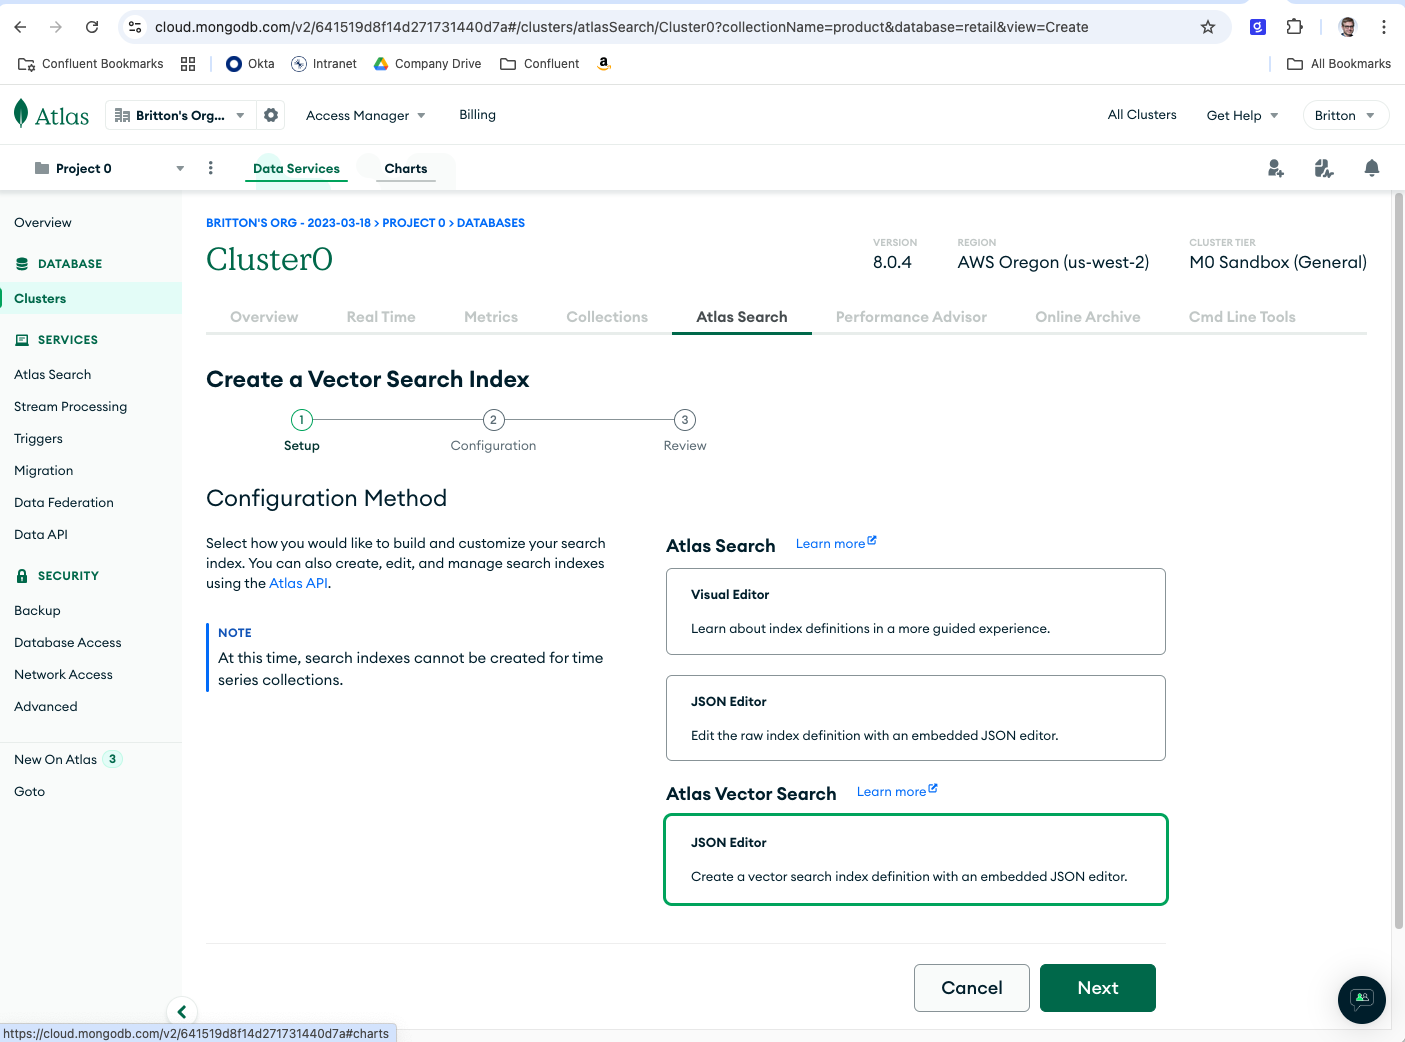 cloud.mongodb.com/v2/641519d8f14d271731440d7a#/clusters/atlasSearch/Cluster0?collectionName=product&database=retail&view=Create
Confluent Bookmarks
Okta
Intranet
Company Drive
Confluent
a
All Bookmarks
Atlas
Britton's Org...
Access Manager
Billing
All Clusters
Get Help
Britton
Project 0
Data Services
Charts
Overview
DATABASE
Clusters
SERVICES
Atlas Search
Stream Processing
Triggers
Migration
Data Federation
Data API
SECURITY
Backup
Database Access
Network Access
Advanced
New On Atlas 3
Goto
BRITTON'S ORG - 2023-03-18 > PROJECT 0 > DATABASES
Cluster0
VERSION
8.0.4
REGION
AWS Oregon (us-west-2)
CLUSTER TIER
M0 Sandbox (General)
Overview
Real Time
Metrics
Collections
Atlas Search
Performance Advisor
Online Archive
Cmd Line Tools
Create a Vector Search Index
1
Setup
2
Configuration
3
Review
Configuration Method
Select how you would like to build and customize your search
index. You can also create, edit, and manage search indexes
using the Atlas API.
NOTE
At this time, search indexes cannot be created for time
series collections.
Atlas Search Learn more
Visual Editor
Learn about index definitions in a more guided experience.
JSON Editor
Edit the raw index definition with an embedded JSON editor.
Atlas Vector Search Learn more
JSON Editor
Create a vector search index definition with an embedded JSON editor.
Cancel
Next
https://cloud.mongodb.com/v2/641519d8f14d271731440d7a#charts